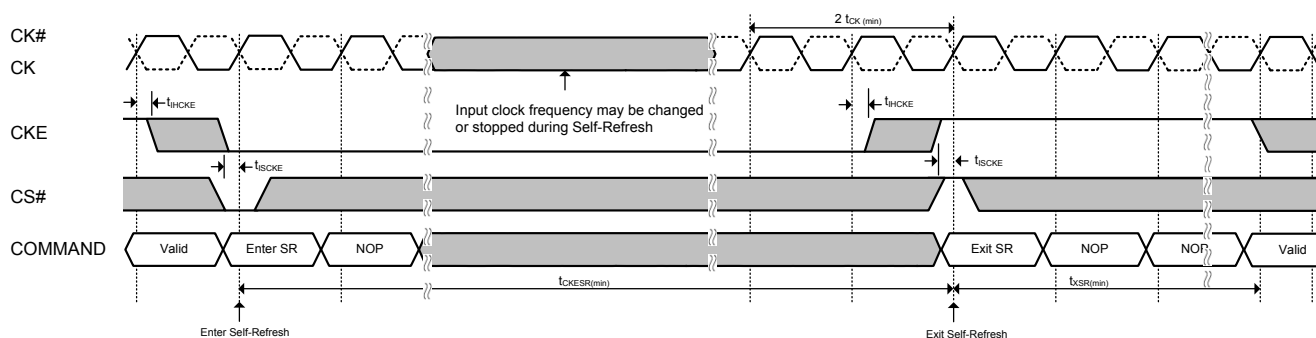 CK#
CK
2 tCK (min)
Input clock frequency may be changed
or stopped during Self-Refresh
CKE
tIHCKE
tIHCKE
tISCKE
tISCKE
CS#
COMMAND
Valid
Enter SR
NOP
Exit SR
NOP
NOP
Valid
tCKESR(min)
tXSR(min)
Enter Self-Refresh
Exit Self-Refresh